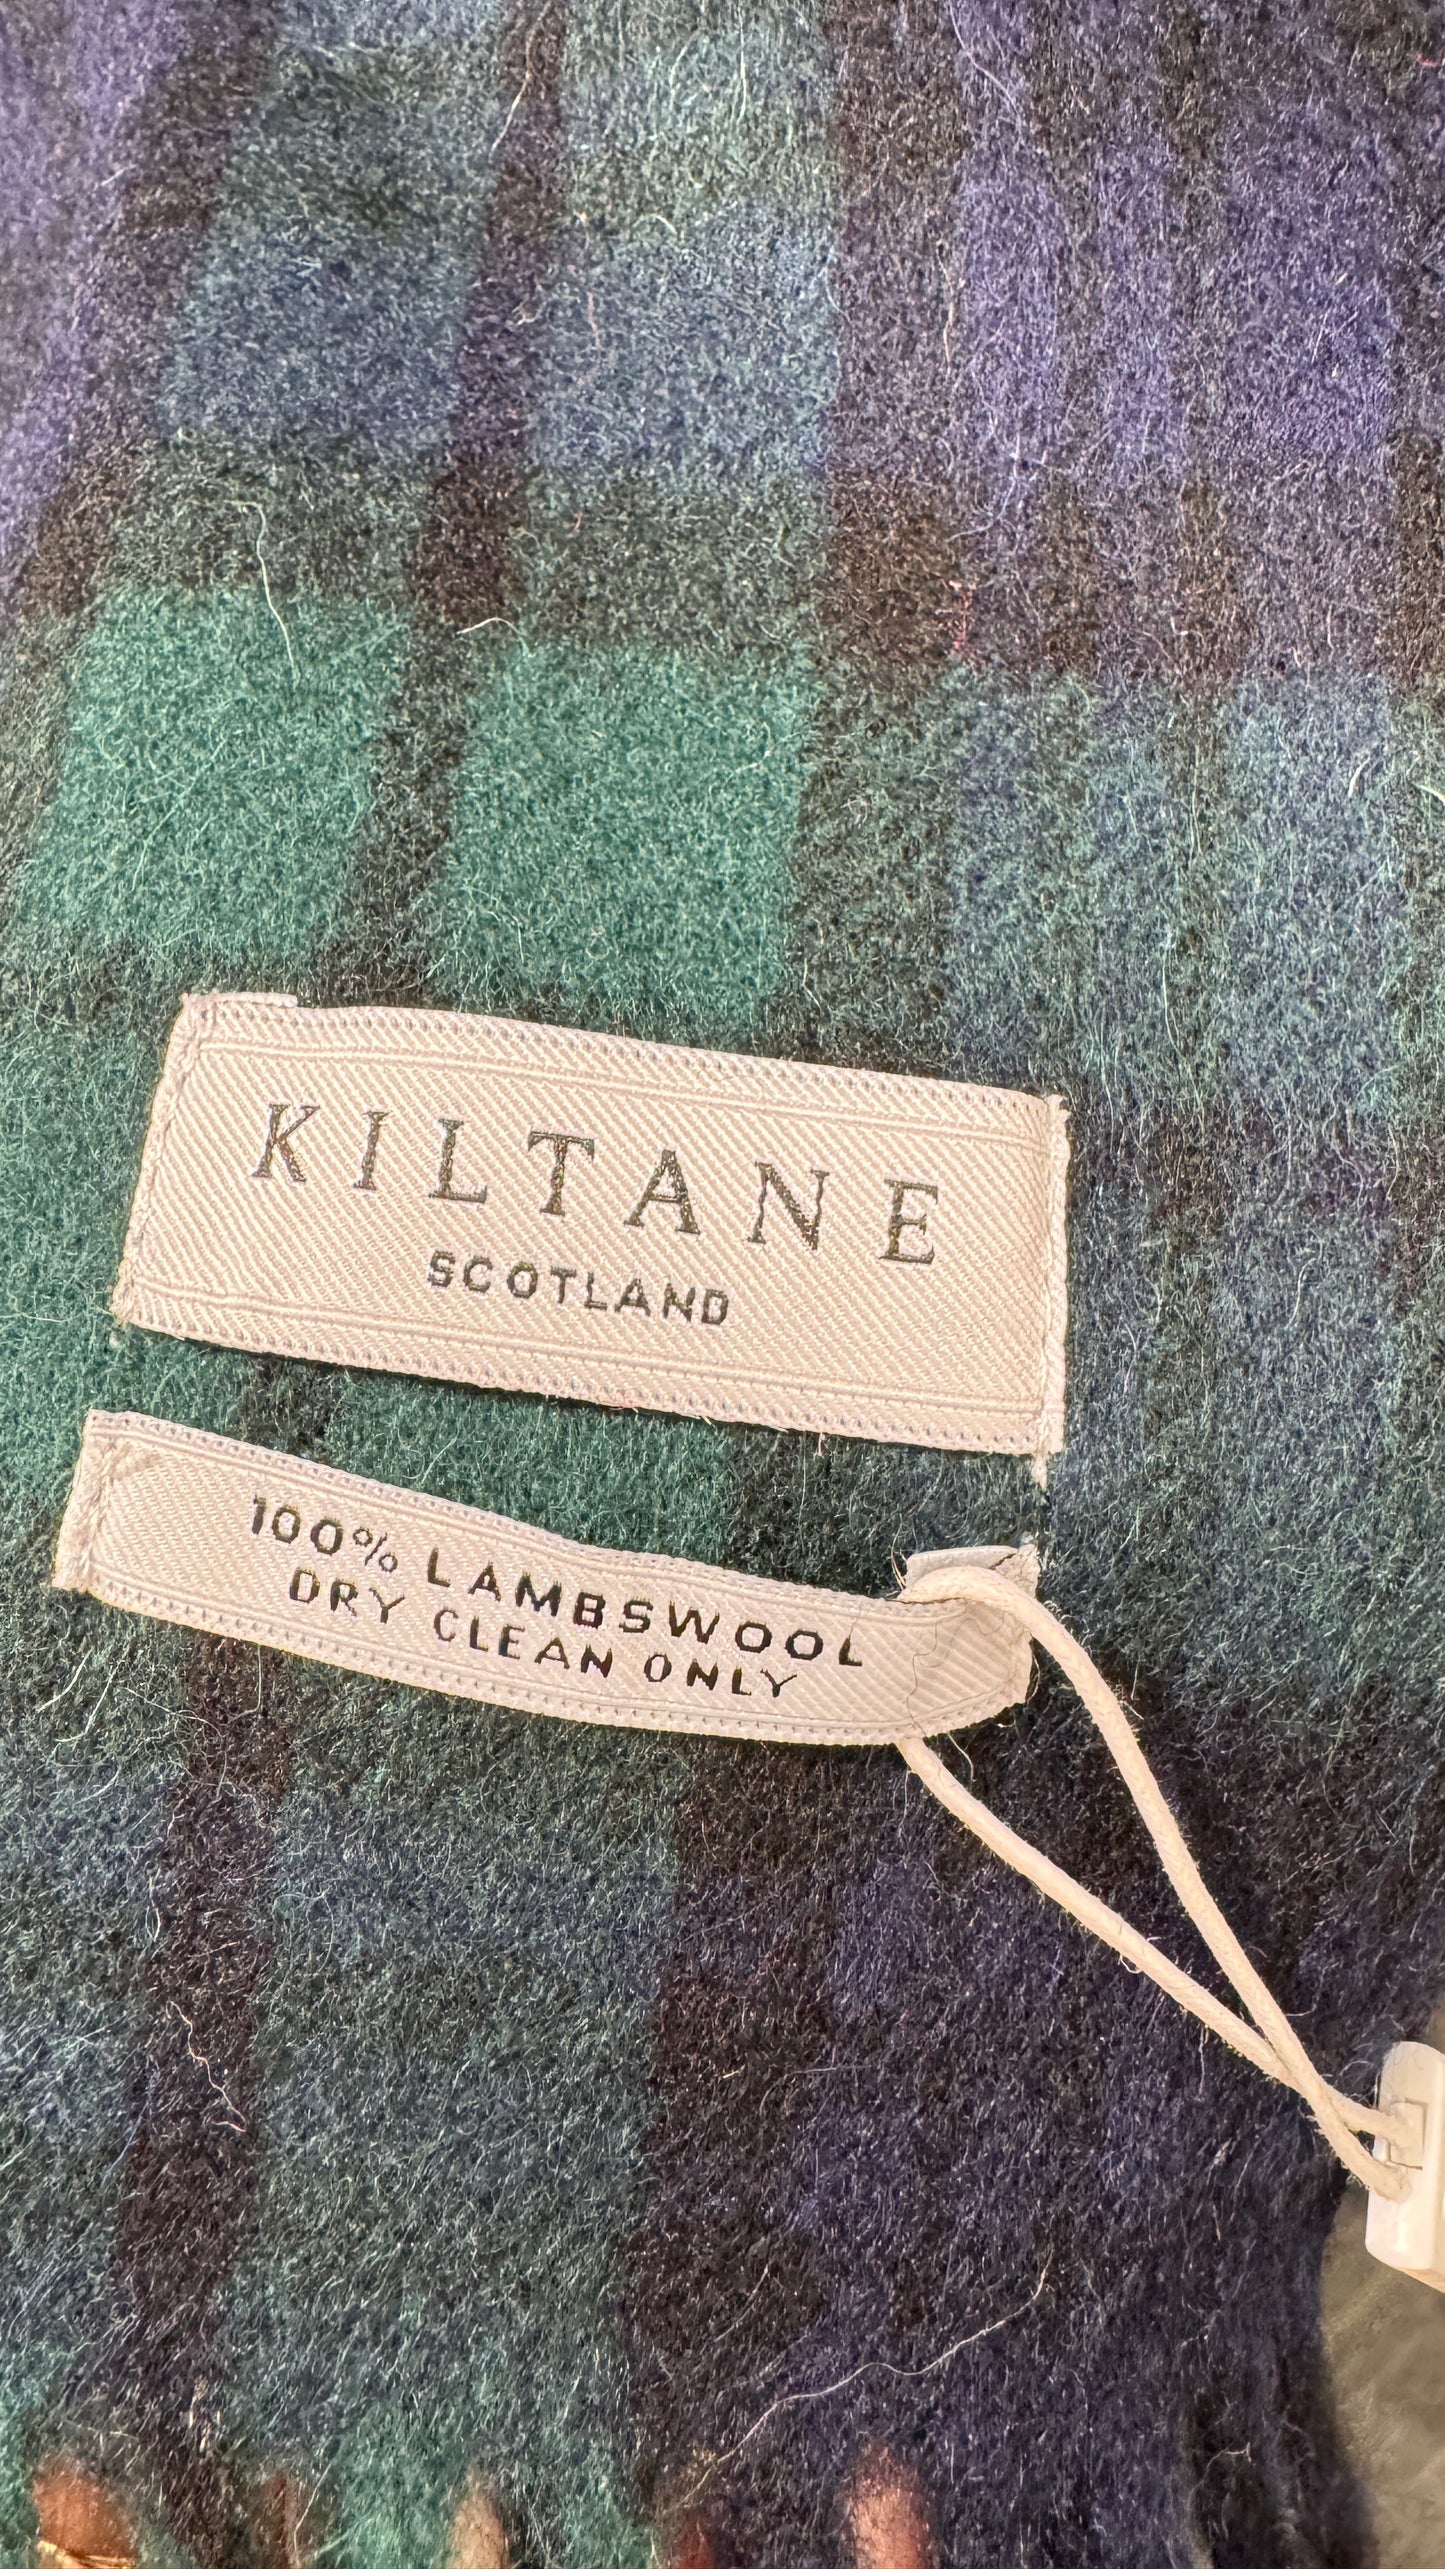 KILTANE
SCOTLAND
100% LAMBSWOOL
DRY CLEAN ONLY